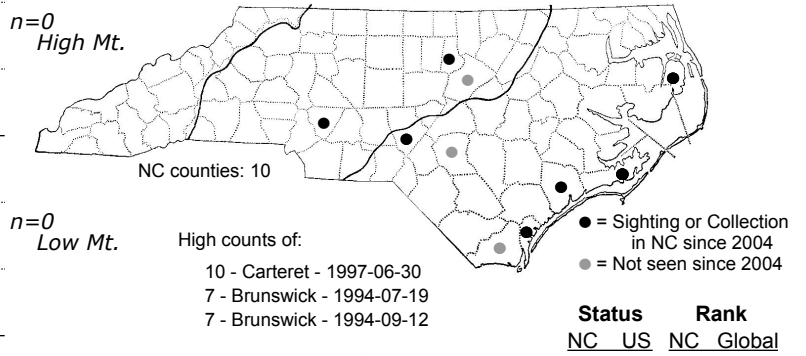 n=0
High Mt.
NC counties: 10
n=0
Low Mt.
High counts of:
10 - Carteret - 1997-06-30
7 - Brunswick - 1994-07-19
7 - Brunswick - 1994-09-12
= Sighting or Collection
in NC since 2004
= Not seen since 2004
Status Rank
NC US NC Global